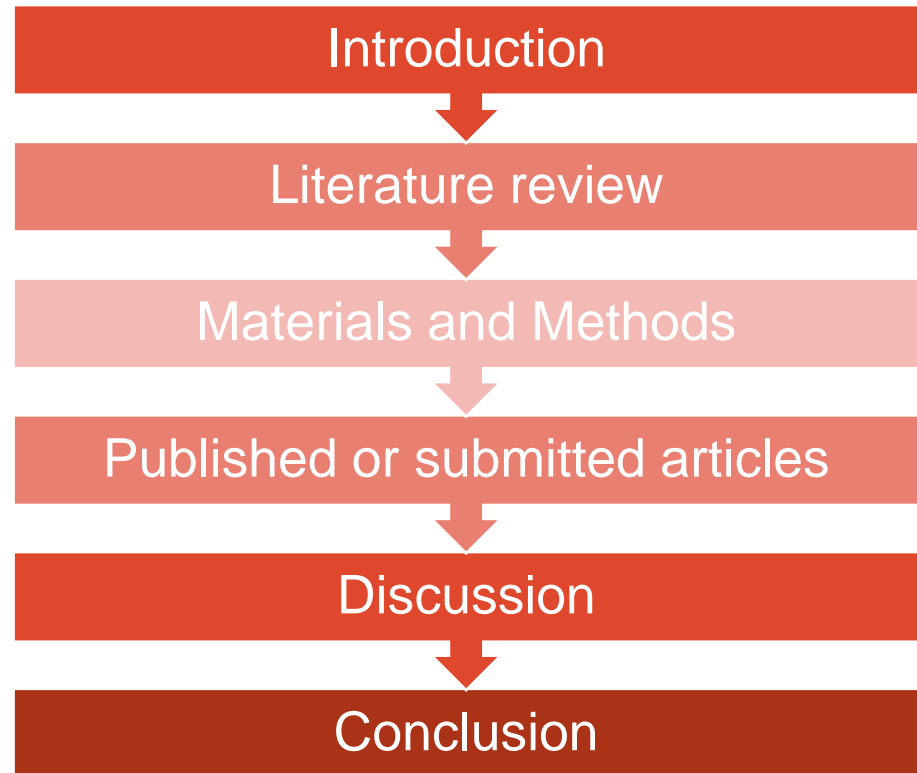 Introduction
Literature review
Materials and Methods
Published or submitted articles
Discussion
Conclusion